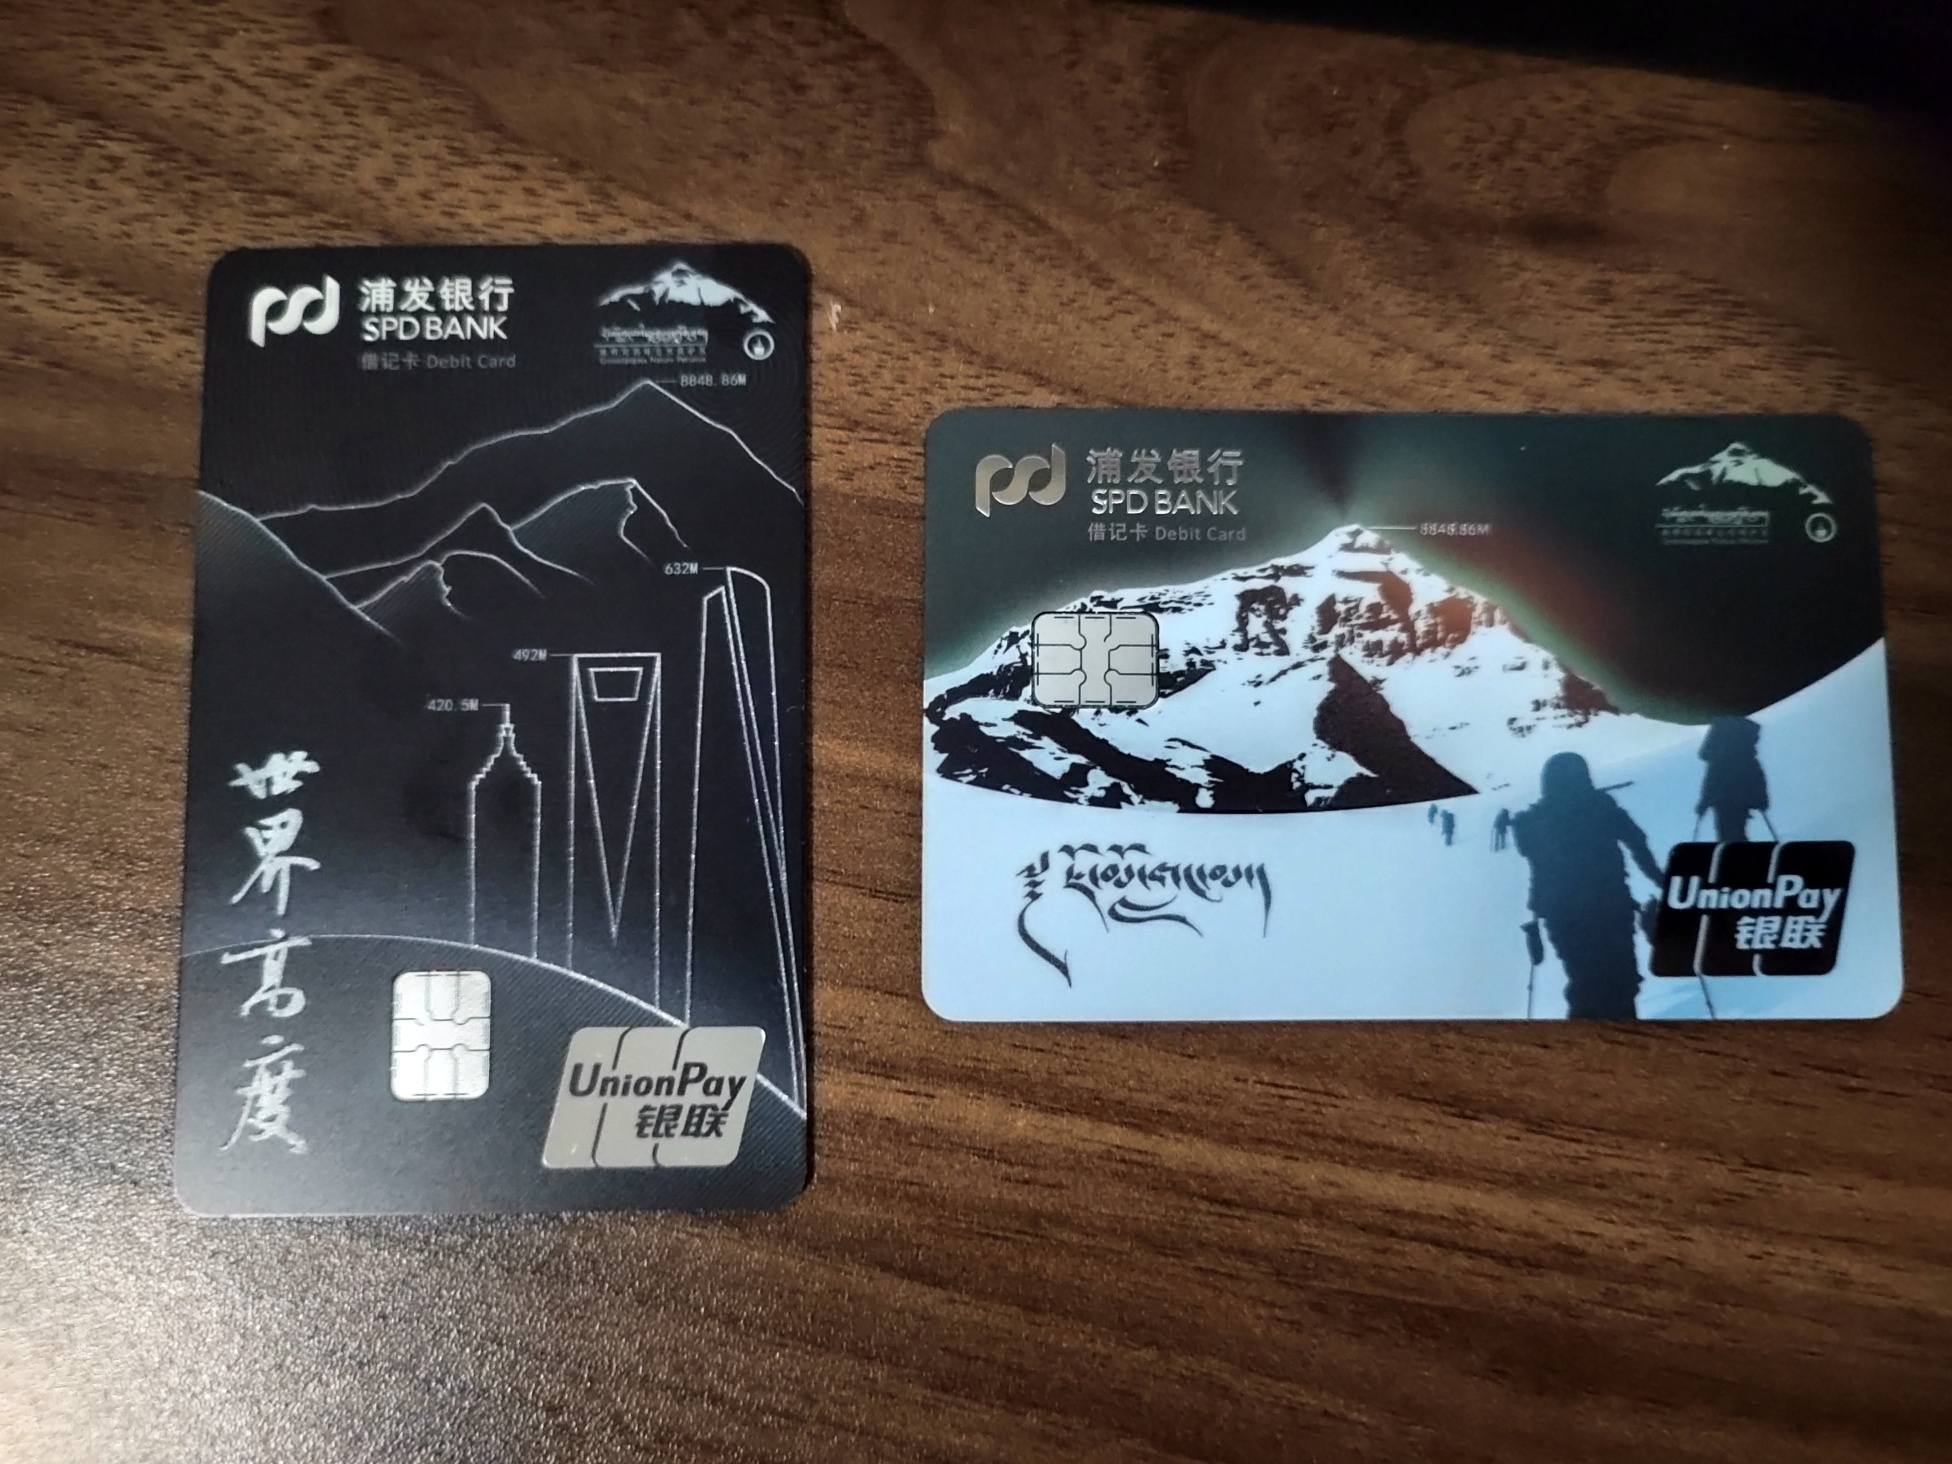 浦发银行
SPD BANK
借记卡 Debit Card
8848.86M
632M
492M
420.5M
世界高度
UnionPay
银联
浦发银行
SPD BANK
借记卡 Debit Card
8848.86M
UnionPay
银联